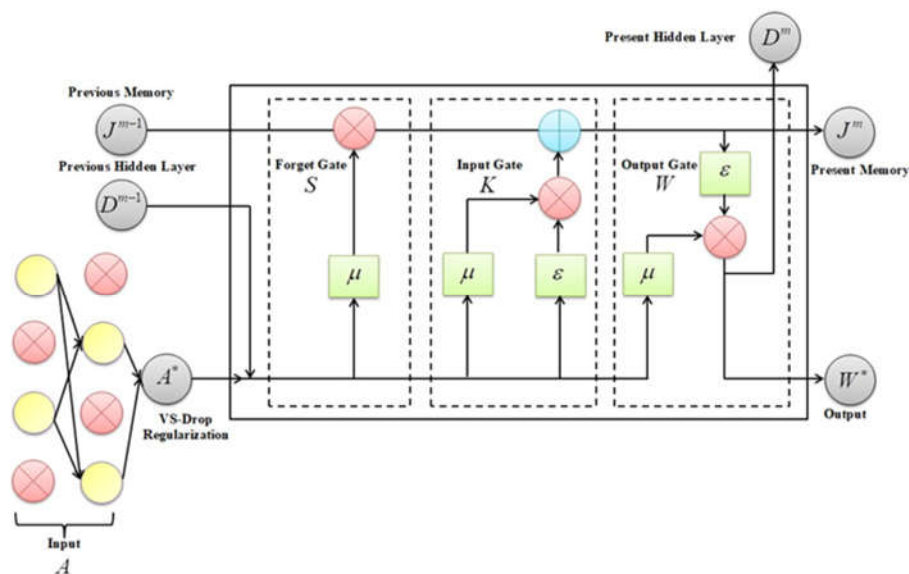 Present Hidden Layer
D^m
Previous Memory
J^{m-1}
J^m
Previous Hidden Layer
Forget Gate
S
Input Gate
K
Output Gate
W
ε
Present Memory
D^{m-1}
μ
μ
ε
μ
A*
W*
VS-Drop
Regularization
Output
Input
A